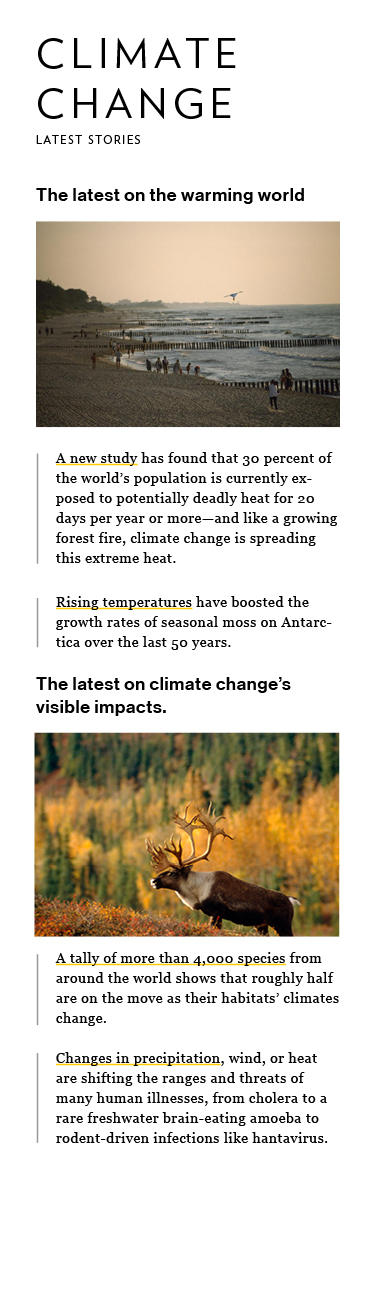 CLIMATE
CHANGE
LATEST STORIES
The latest on the warming world
A new study has found that 30 percent of
the world's population is currently ex-
posed to potentially deadly heat for 20
days per year or more—and like a growing
forest fire, climate change is spreading
this extreme heat.
Rising temperatures have boosted the
growth rates of seasonal moss on Antarc-
tica over the last 50 years.
The latest on climate change's
visible impacts.
A tally of more than 4,000 species from
around the world shows that roughly half
are on the move as their habitats' climates
change.
Changes in precipitation, wind, or heat
are shifting the ranges and threats of
many human illnesses, from cholera to a
rare freshwater brain-eating amoeba to
rodent-driven infections like hantavirus.